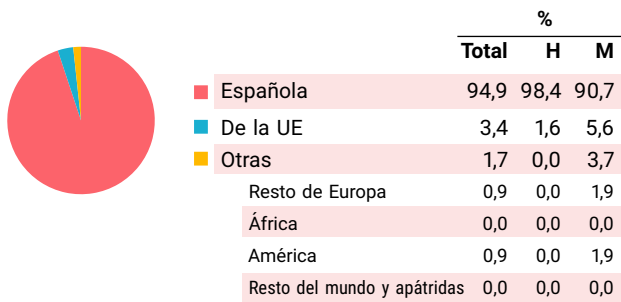 %
Total H M
Española 94,9 98,4 90,7
De la UE 3,4 1,6 5,6
Otras 1,7 0,0 3,7
Resto de Europa 0,9 0,0 1,9
África 0,0 0,0 0,0
América 0,9 0,0 1,9
Resto del mundo y apátridas 0,0 0,0 0,0